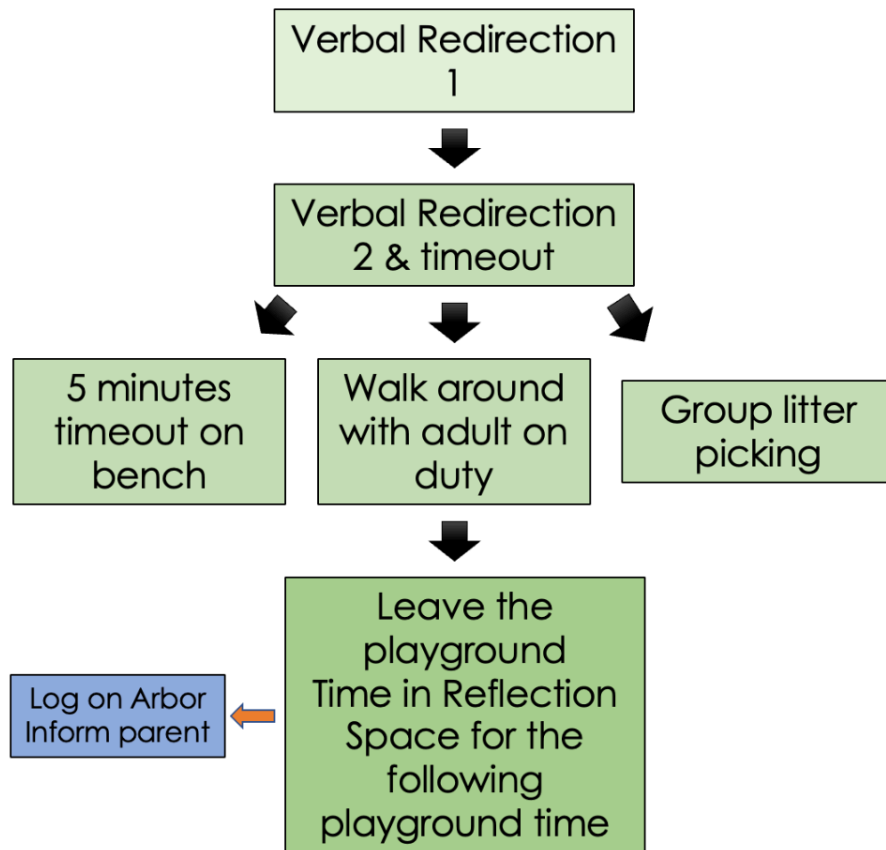 Verbal Redirection
1
Verbal Redirection
2 & timeout
5 minutes
timeout on
bench
Walk around
with adult on
duty
Group litter
picking
Leave the
playground
Time in Reflection
Space for the
following
playground time
Log on Arbor
Inform parent